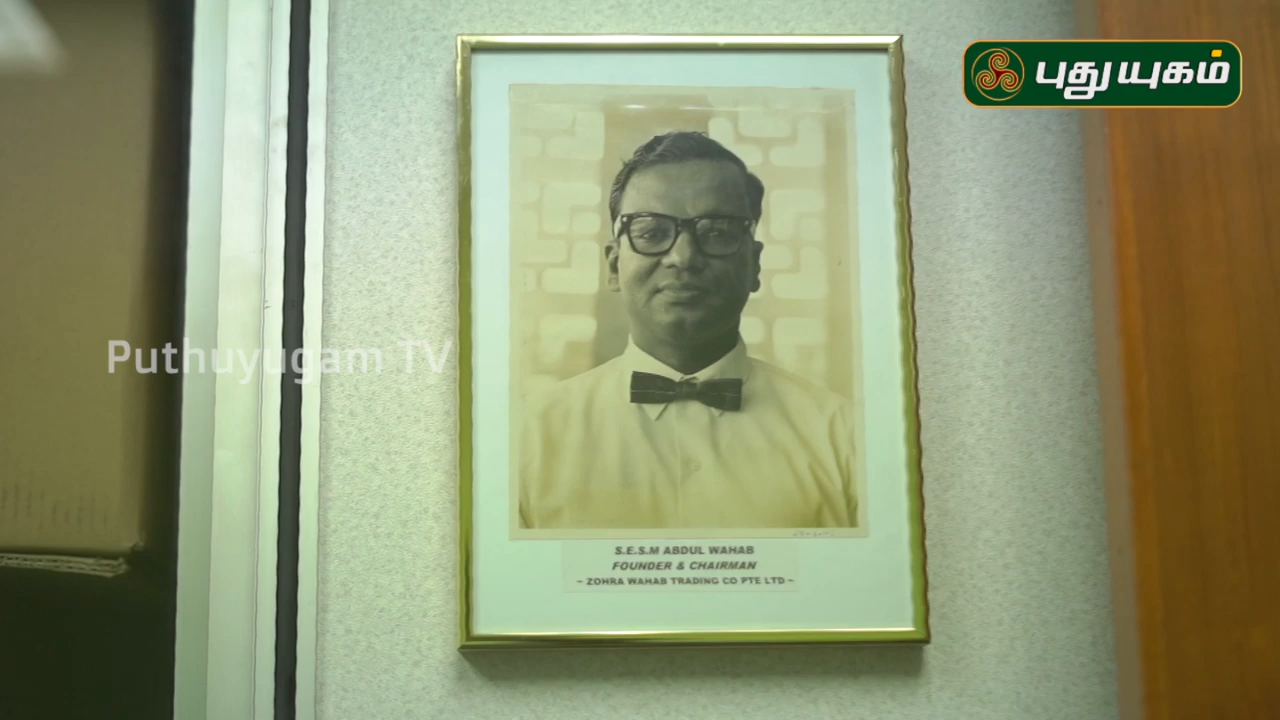 புதுயுகம்
Puthuyugam TV
S.E.S.M ABDUL WAHAB
FOUNDER & CHAIRMAN
~ ZOHRA WAHAB TRADING CO PTE LTD ~